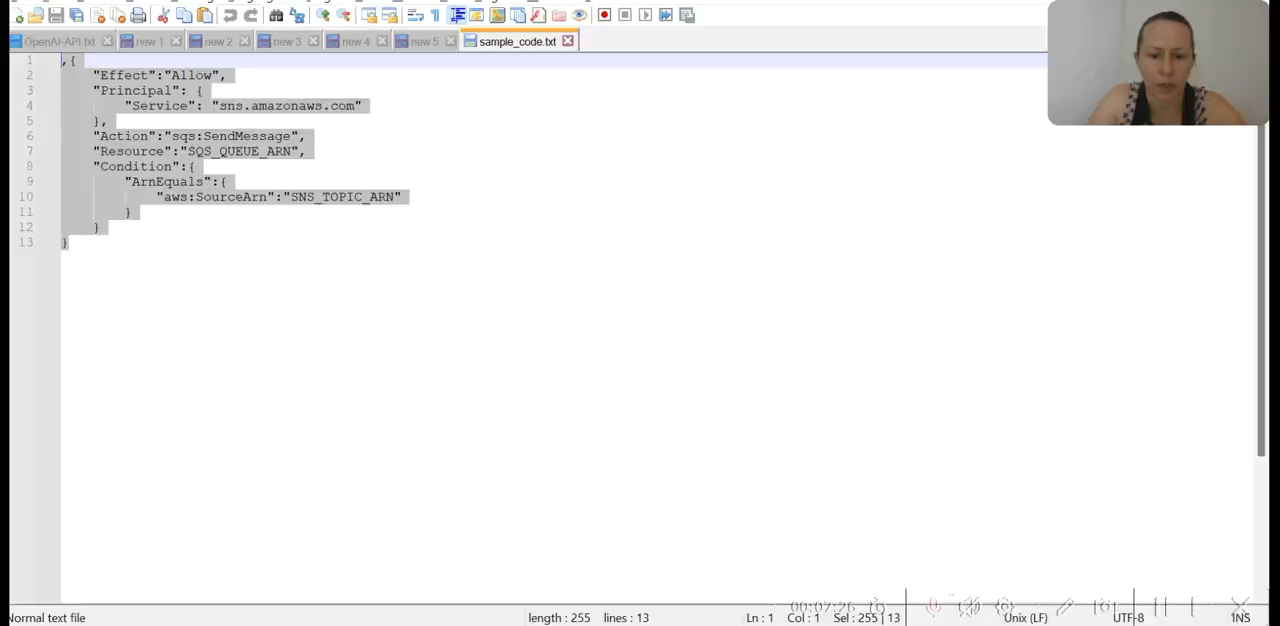 OpenAI-API.txt new 1 new 2 new 3 new 4 new 5 sample_code.txt
1 ,{
2 "Effect":"Allow",
3 "Principal": {
4 "Service": "sns.amazonaws.com"
5 },
6 "Action":"sqs:SendMessage",
7 "Resource":"SQS_QUEUE_ARN",
8 "Condition":{
9 "ArnEquals":{
10 "aws:SourceArn":"SNS_TOPIC_ARN"
11 }
12 }
13 }
00:07:26
Normal text file length : 255 lines : 13 Ln : 1 Col : 1 Sel : 255 | 13 Unix (LF) UTF-8 INS